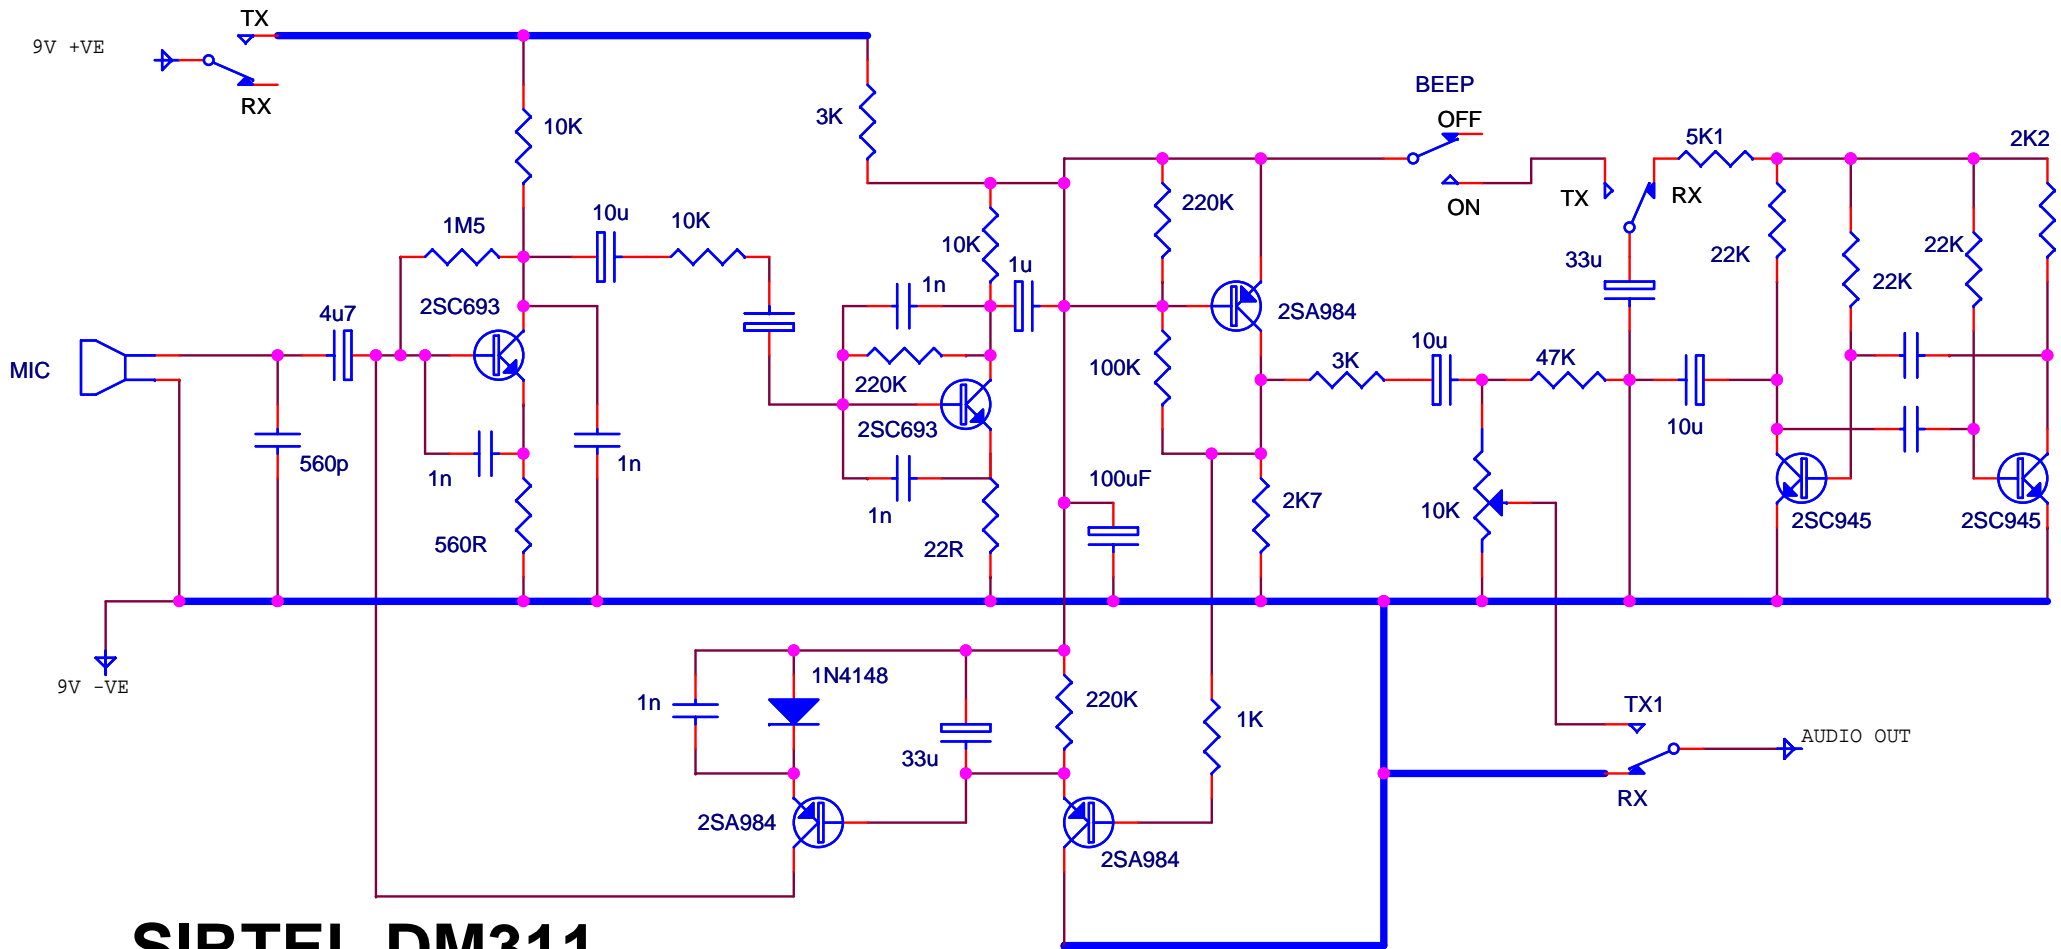 TX
9V +VE
RX
10K
3K
BEEP
OFF
ON
TX
RX
5K1
2K2
1M5
10u
10K
10K
1u
220K
22K
22K
22K
33u
4u7
2SC693
1n
2SA984
MIC
220K
2SC693
100K
3K
10u
47K
10u
560p
1n
1n
1n
100uF
2K7
10K
2SC945
2SC945
560R
22R
9V -VE
1N4148
1n
33u
220K
1K
TX1
AUDIO OUT
RX
2SA984
2SA984
SIRTEL DM311